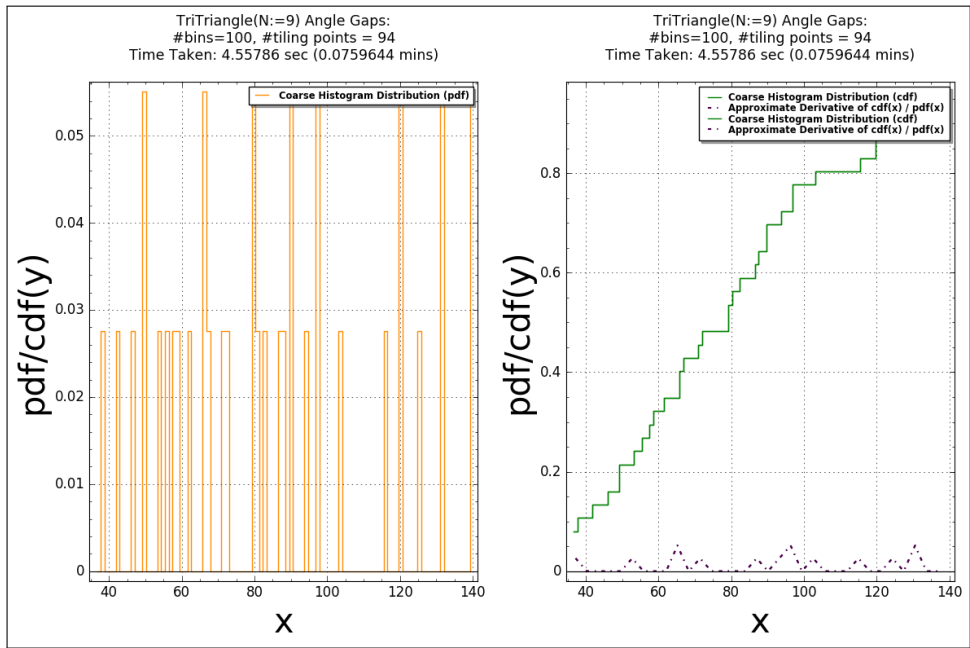 TriTriangle(N:=9) Angle Gaps:
#bins=100, #tiling points = 94
Time Taken: 4.55786 sec (0.0759644 mins)
Coarse Histogram Distribution (pdf)
pdf/cdf(y)
0.05
0.04
0.03
0.02
0.01
0
40 60 80 100 120 140
x
TriTriangle(N:=9) Angle Gaps:
#bins=100, #tiling points = 94
Time Taken: 4.55786 sec (0.0759644 mins)
Coarse Histogram Distribution (cdf)
Approximate Derivative of cdf(x) / pdf(x)
Coarse Histogram Distribution (cdf)
Approximate Derivative of cdf(x) / pdf(x)
pdf/cdf(y)
0.8
0.6
0.4
0.2
0
40 60 80 100 120 140
x